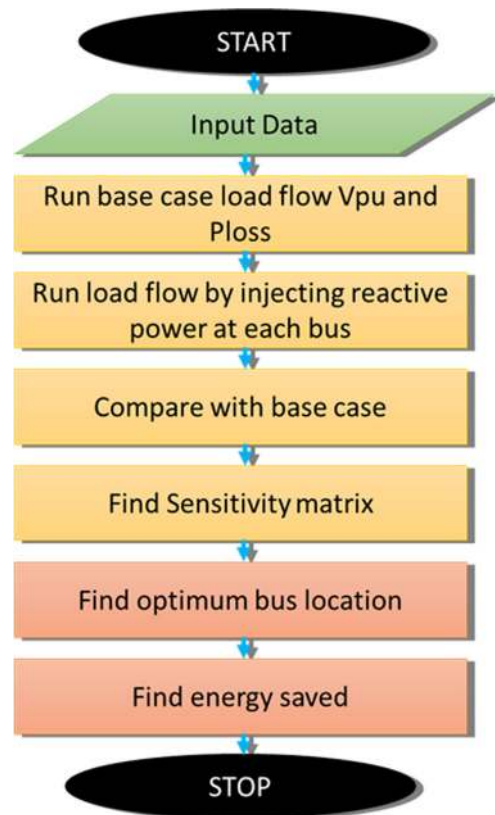 START
Input Data
Run base case load flow Vpu and
Ploss
Run load flow by injecting reactive
power at each bus
Compare with base case
Find Sensitivity matrix
Find optimum bus location
Find energy saved
STOP